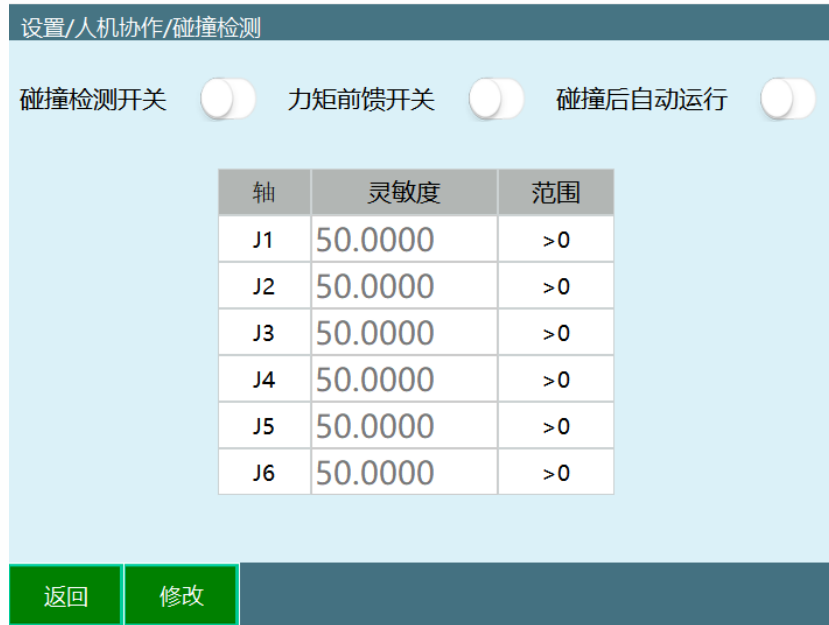 设置/人机协作/碰撞检测
碰撞检测开关 力矩前馈开关 碰撞后自动运行
轴 灵敏度 范围
J1 50.0000 >0
J2 50.0000 >0
J3 50.0000 >0
J4 50.0000 >0
J5 50.0000 >0
J6 50.0000 >0
返回 修改